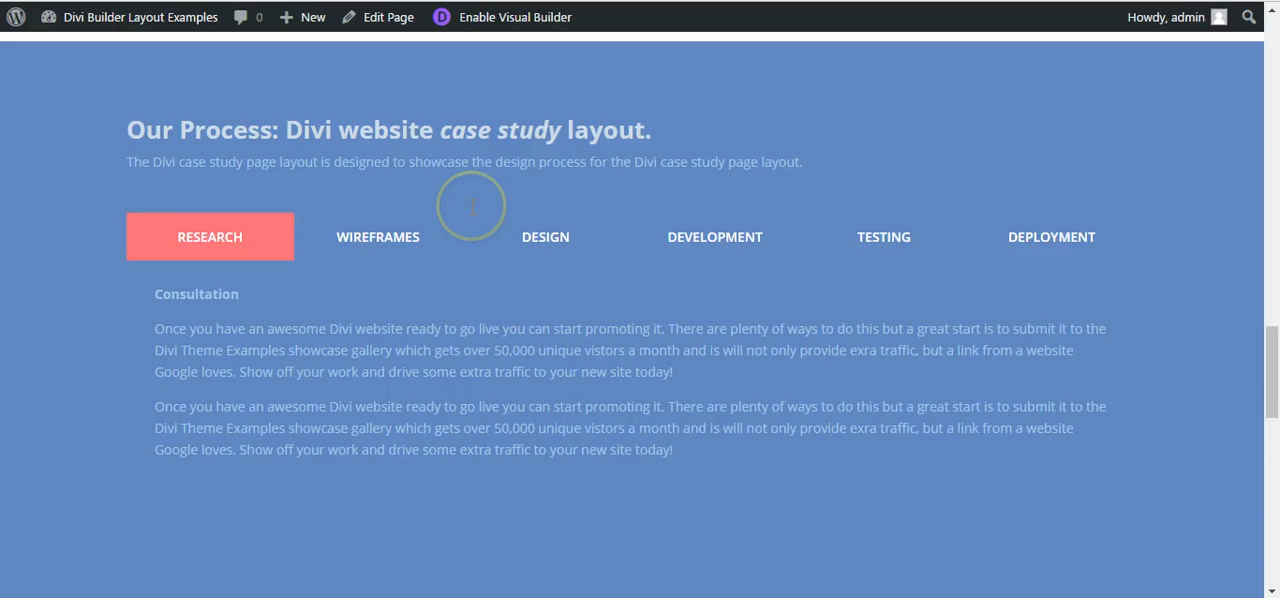 Divi Builder Layout Examples 0 New Edit Page D Enable Visual Builder Howdy, admin
Our Process: Divi website case study layout.
The Divi case study page layout is designed to showcase the design process for the Divi case study page layout.
RESEARCH WIREFRAMES DESIGN DEVELOPMENT TESTING DEPLOYMENT
Consultation
Once you have an awesome Divi website ready to go live you can start promoting it. There are plenty of ways to do this but a great start is to submit it to the
Divi Theme Examples showcase gallery which gets over 50,000 unique vistors a month and is will not only provide exra traffic, but a link from a website
Google loves. Show off your work and drive some extra traffic to your new site today!
Once you have an awesome Divi website ready to go live you can start promoting it. There are plenty of ways to do this but a great start is to submit it to the
Divi Theme Examples showcase gallery which gets over 50,000 unique vistors a month and is will not only provide exra traffic, but a link from a website
Google loves. Show off your work and drive some extra traffic to your new site today!